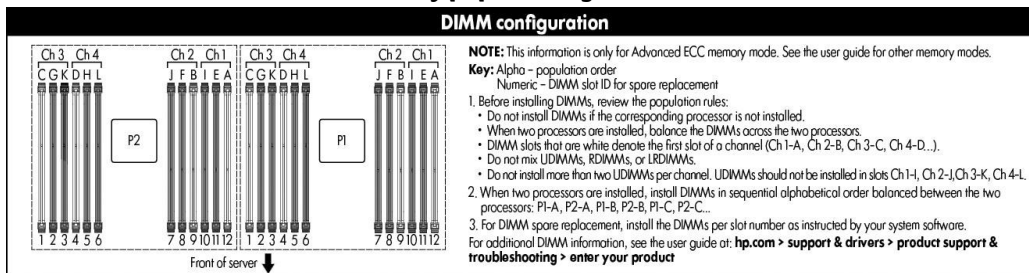 DIMM configuration
Ch 3 Ch 4 Ch 2 Ch 1 Ch 3 Ch 4 Ch 2 Ch 1
C G K D H L J F B I E A C G K D H L J F B I E A
P2 P1
1 2 3 4 5 6 7 8 9 10 11 12 1 2 3 4 5 6 7 8 9 10 11 12
Front of server
NOTE: This information is only for Advanced ECC memory mode. See the user guide for other memory modes.
Key: Alpha – population order
Numeric – DIMM slot ID for spare replacement
1. Before installing DIMMs, review the population rules:
• Do not install DIMMs if the corresponding processor is not installed.
• When two processors are installed, balance the DIMMs across the two processors.
• DIMM slots that are white denote the first slot of a channel (Ch 1-A, Ch 2-B, Ch 3-C, Ch 4-D...).
• Do not mix UDIMMs, RDIMMs, or LRDIMMs.
• Do not install more than two UDIMMs per channel. UDIMMs should not be installed in slots Ch 1-I, Ch 2-J,Ch 3-K, Ch 4-L.
2. When two processors are installed, install DIMMs in sequential alphabetical order balanced between the two
processors: P1-A, P2-A, P1-B, P2-B, P1-C, P2-C...
3. For DIMM spare replacement, install the DIMMs per slot number as instructed by your system software.
For additional DIMM information, see the user guide at: hp.com > support & drivers > product support &
troubleshooting > enter your product